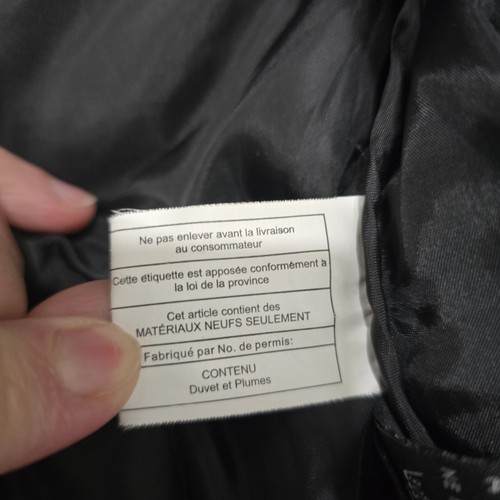 Ne pas enlever avant la livraison
au consommateur
Cette étiquette est apposée conformément à
la loi de la province
Cet article contient des
MATÉRIAUX NEUFS SEULEMENT
Fabriqué par No. de permis:
CONTENU
Duvet et Plumes